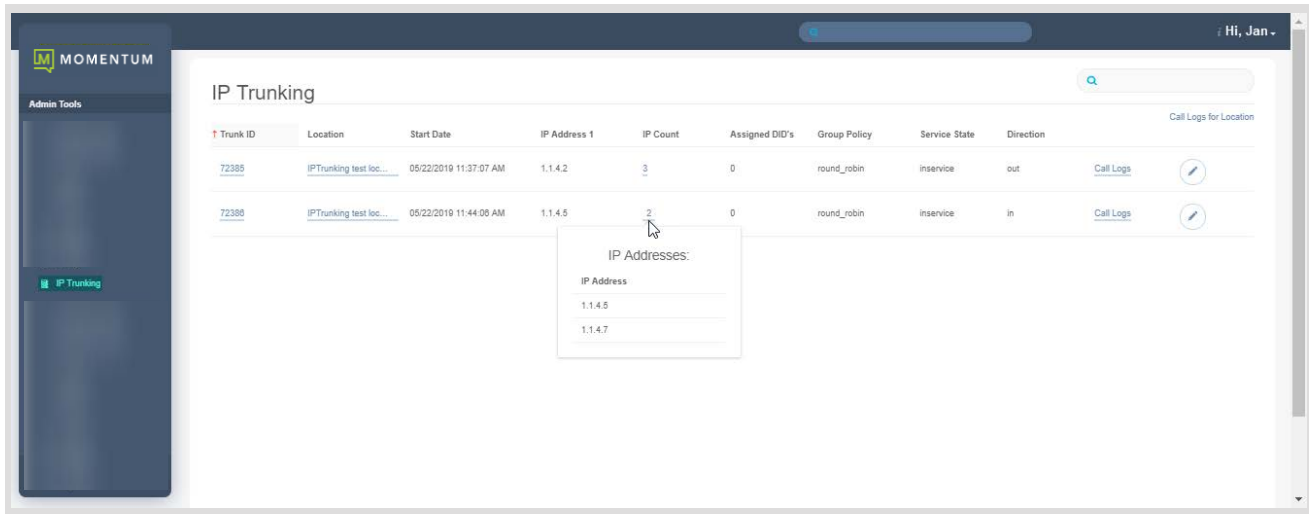 Hi, Jan
M MOMENTUM
Admin Tools
IP Trunking
IP Trunking
Call Logs for Location
↑ Trunk ID Location Start Date IP Address 1 IP Count Assigned DID's Group Policy Service State Direction
72385 IPTrunking test loc... 05/22/2019 11:37:07 AM 1.1.4.2 3 0 round_robin inservice out Call Logs
72386 IPTrunking test loc... 05/22/2019 11:44:06 AM 1.1.4.5 2 0 round_robin inservice in Call Logs
IP Addresses:
IP Address
1.1.4.5
1.1.4.7